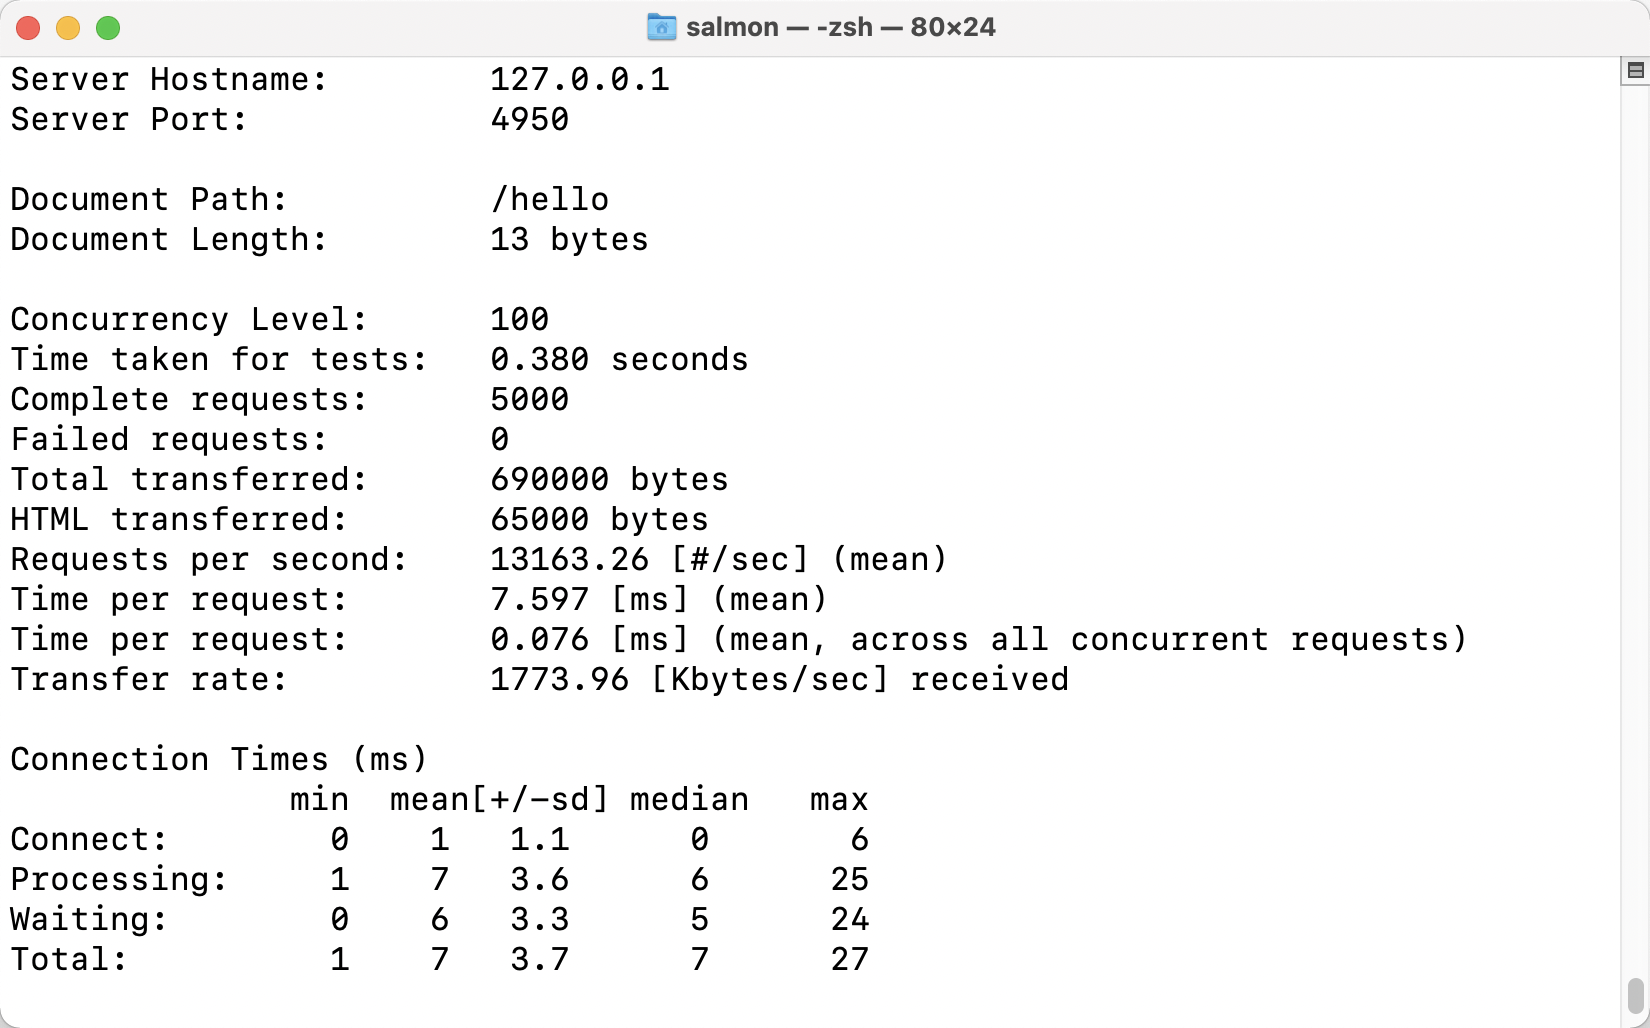 salmon — -zsh — 80×24
Server Hostname:        127.0.0.1
Server Port:            4950
Document Path:          /hello
Document Length:        13 bytes
Concurrency Level:      100
Time taken for tests:   0.380 seconds
Complete requests:      5000
Failed requests:        0
Total transferred:      690000 bytes
HTML transferred:       65000 bytes
Requests per second:    13163.26 [#/sec] (mean)
Time per request:       7.597 [ms] (mean)
Time per request:       0.076 [ms] (mean, across all concurrent requests)
Transfer rate:          1773.96 [Kbytes/sec] received
Connection Times (ms)
              min  mean[+/-sd] median   max
Connect:        0    1   1.1      0       6
Processing:     1    7   3.6      6      25
Waiting:        0    6   3.3      5      24
Total:          1    7   3.7      7      27